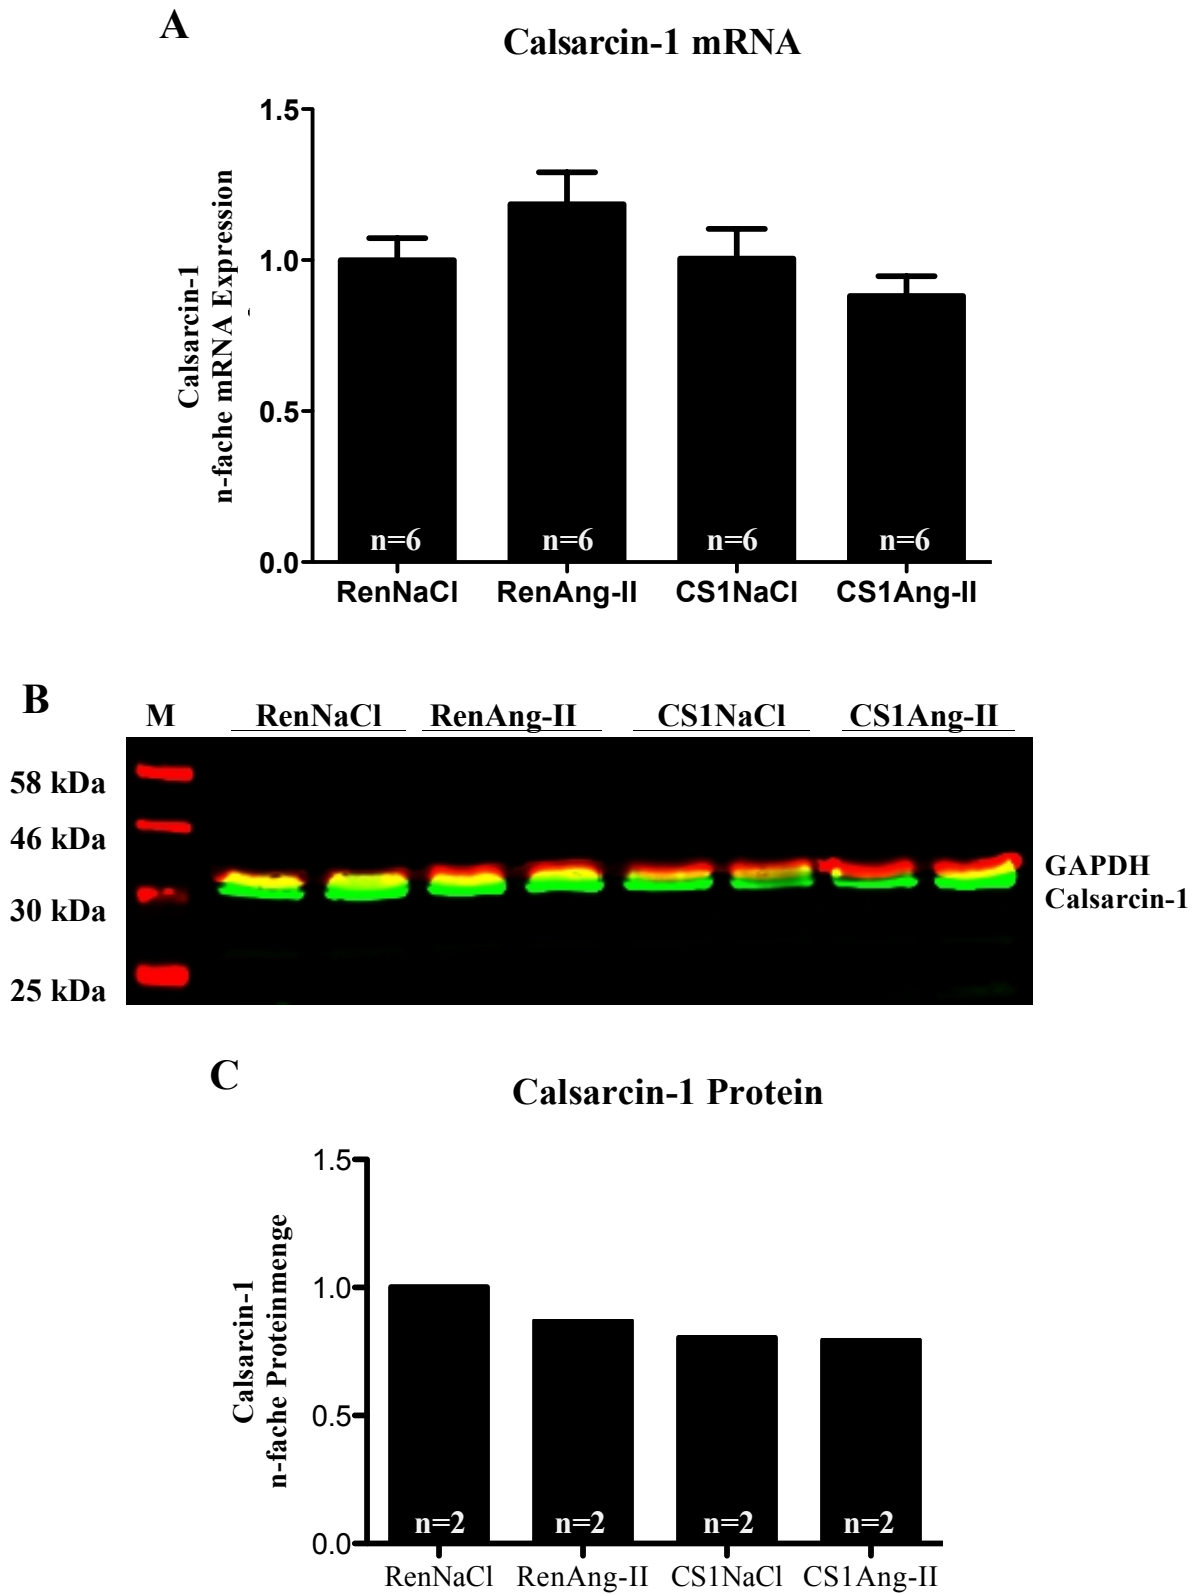 A
Calsarcin-1 mRNA
Calsarcin-1
n-fache mRNA Expression
1.5
1.0
0.5
0.0
n=6 n=6 n=6 n=6
RenNaCl RenAng-II CS1NaCl CS1Ang-II
B
M RenNaCl RenAng-II CS1NaCl CS1Ang-II
58 kDa
46 kDa
30 kDa
25 kDa
GAPDH
Calsarcin-1
C
Calsarcin-1 Protein
Calsarcin-1
n-fache Proteinmenge
1.5
1.0
0.5
0.0
n=2 n=2 n=2 n=2
RenNaCl RenAng-II CS1NaCl CS1Ang-II